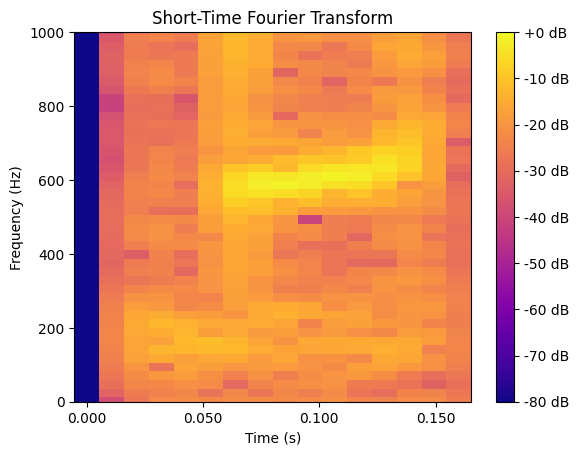 Short-Time Fourier Transform
1000
800
600
400
200
0
Frequency (Hz)
0.000
0.050
0.100
0.150
Time (s)
+0 dB
-10 dB
-20 dB
-30 dB
-40 dB
-50 dB
-60 dB
-70 dB
-80 dB